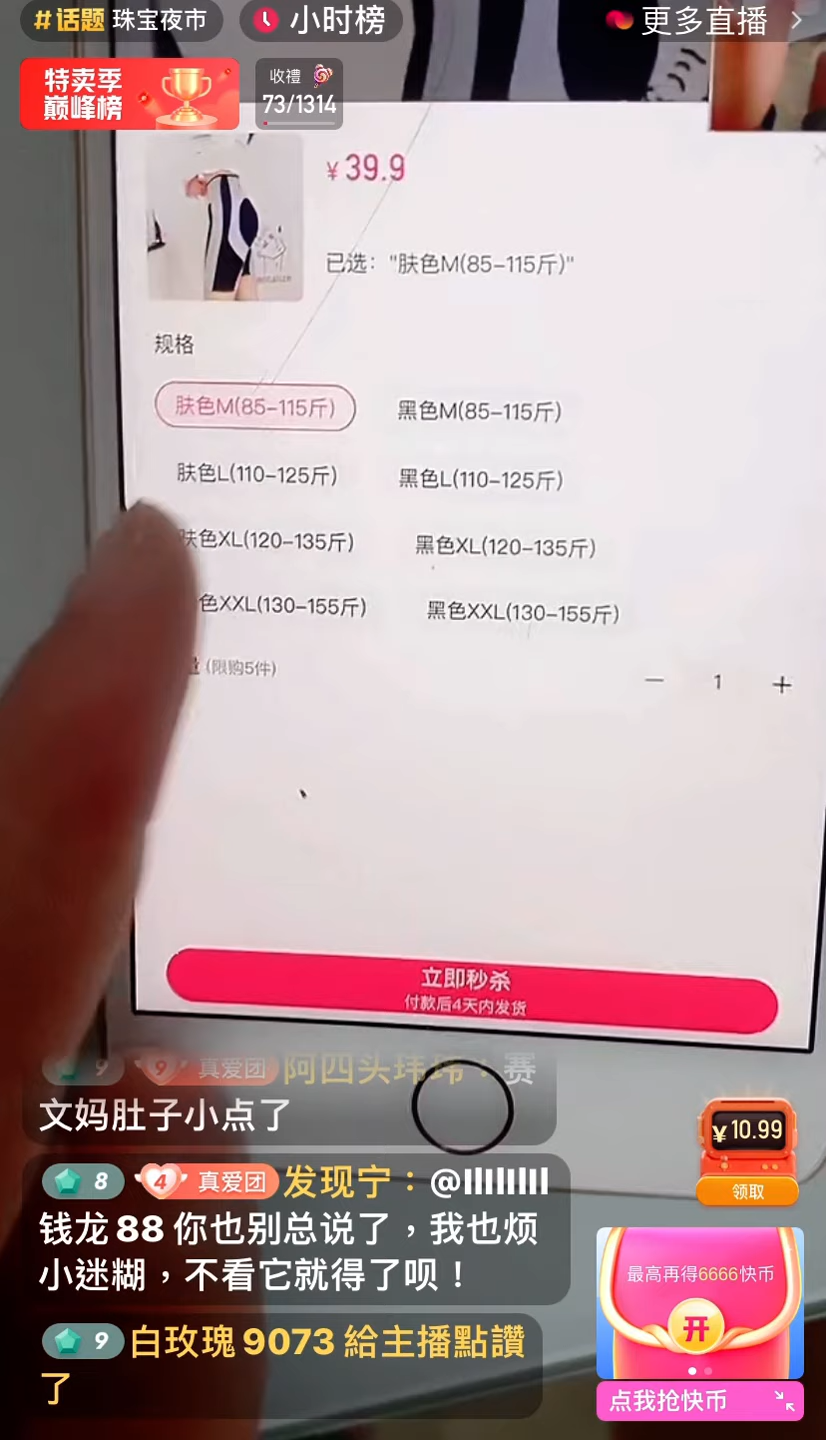 #话题 珠宝夜市
小时榜
更多直播
特卖季
巅峰榜
收禮
73/1314
¥39.9
已选："肤色M(85-115斤)"
规格
肤色M(85-115斤)
黑色M(85-115斤)
肤色L(110-125斤)
黑色L(110-125斤)
肤色XL(120-135斤)
黑色XL(120-135斤)
色XXL(130-155斤)
黑色XXL(130-155斤)
量 (限购5件)
— 1 +
立即秒杀
付款后4天内发货
9 9 真爱团 阿四头玮玮：赛
文妈肚子小点了
8 4 真爱团 发现宁：@lllllllll
钱龙88你也别总说了，我也烦
小迷糊，不看它就得了呗！
9 白玫瑰9073 給主播點讚
了
¥10.99
领取
最高再得6666快币
开
点我抢快币